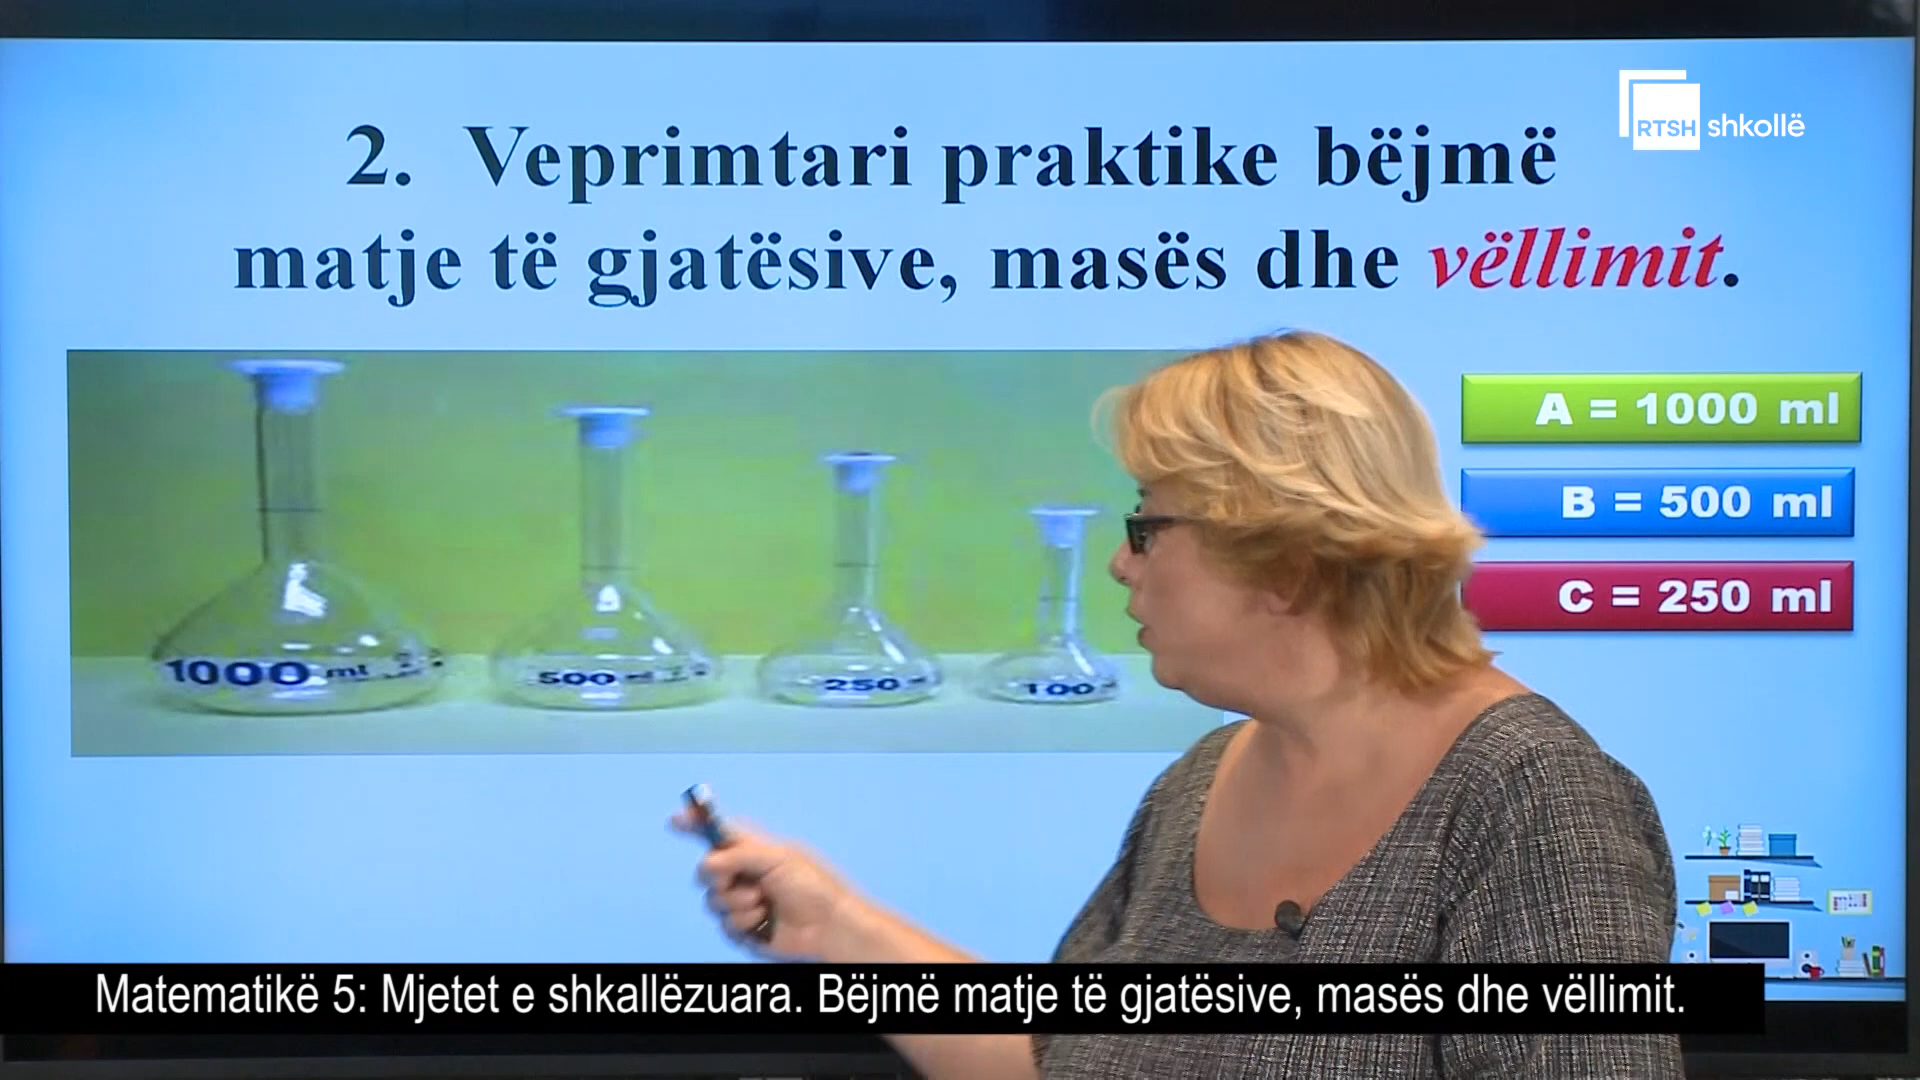 RTSH shkollë
2. Veprimtari praktike bëjmë
matje të gjatësive, masës dhe vëllimit.
A = 1000 ml
B = 500 ml
C = 250 ml
1000 ml
500 ml
250
100
Matematikë 5: Mjetet e shkallëzuara. Bëjmë matje të gjatësive, masës dhe vëllimit.